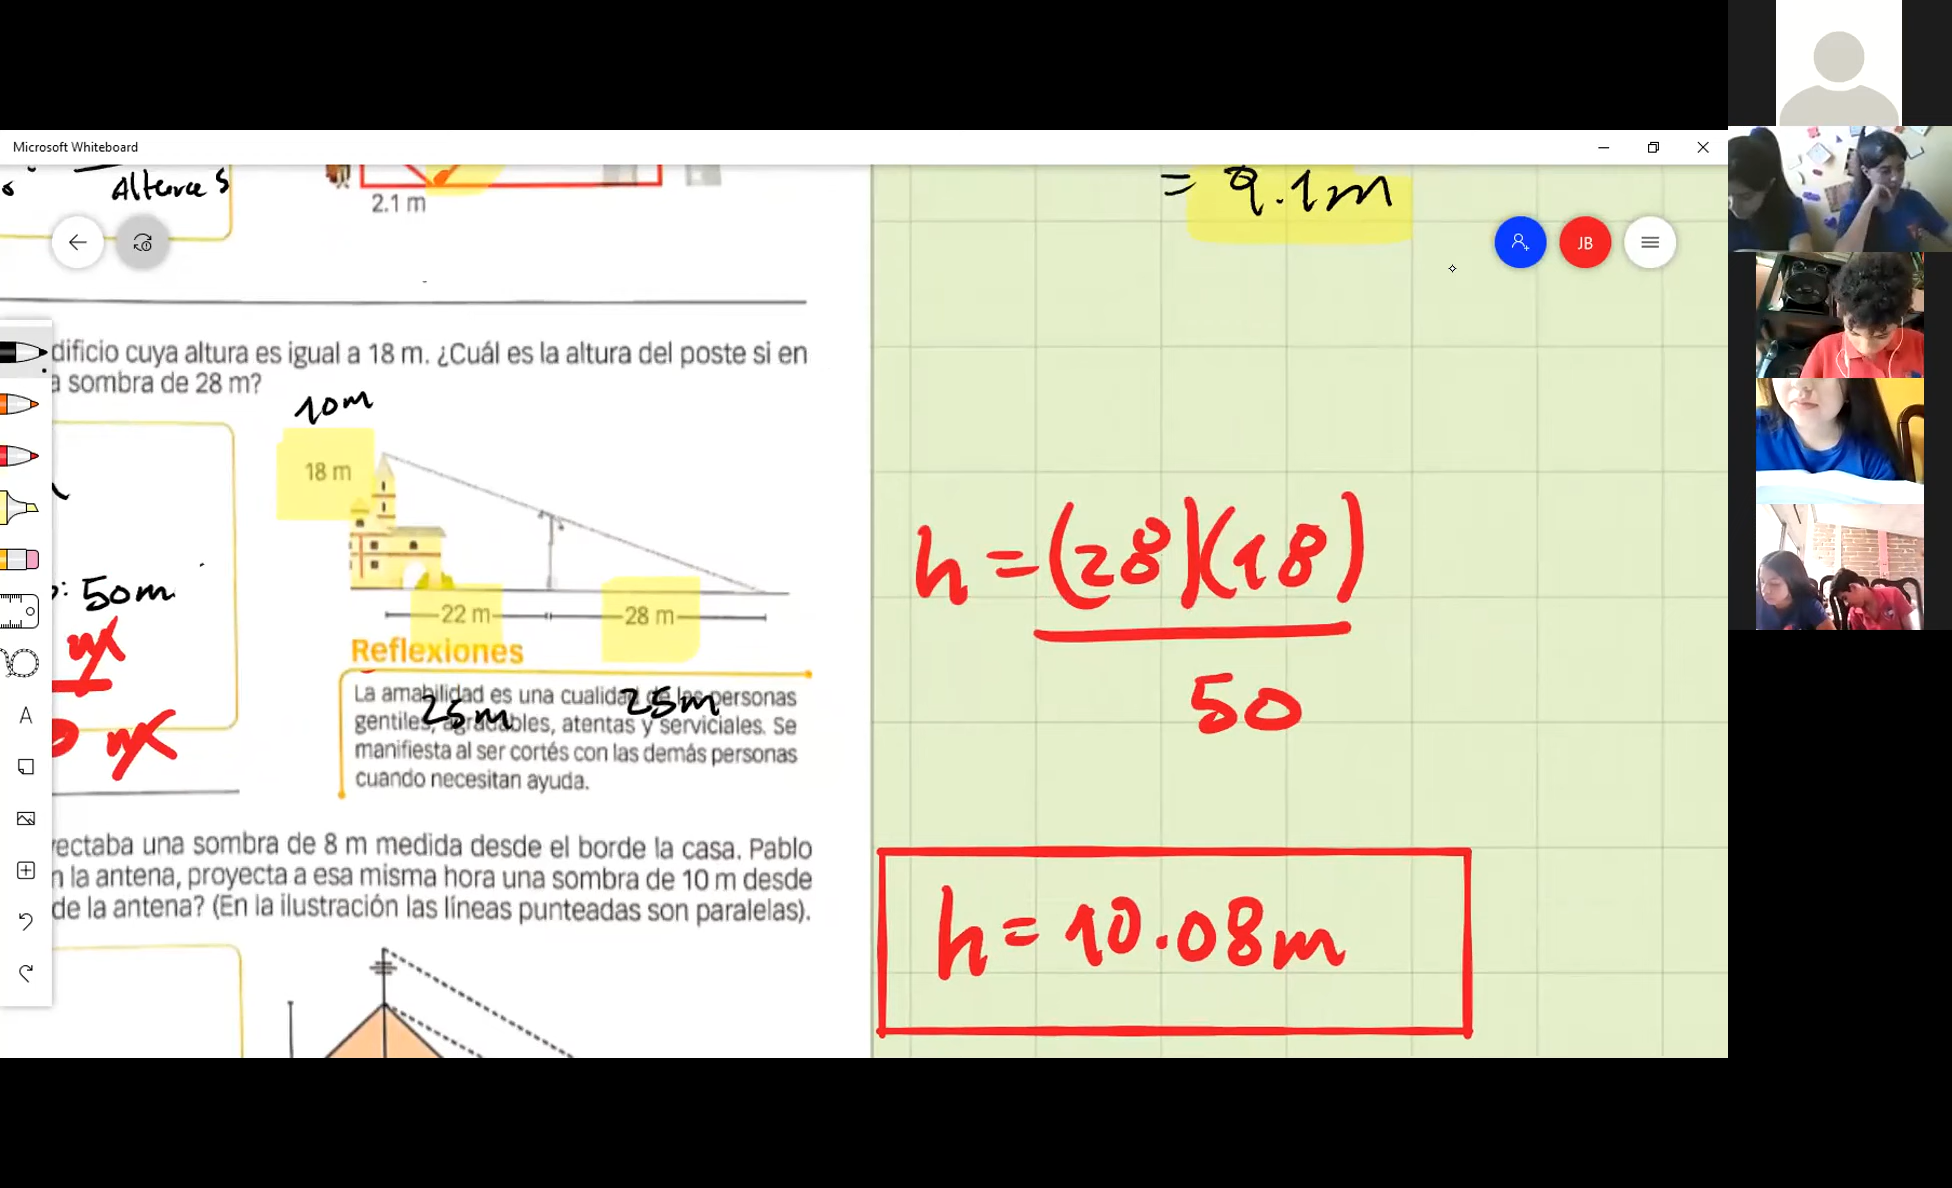 Microsoft Whiteboard
Alturas
2.1 m
= 9.1m
JB
dificio cuya altura es igual a 18 m. ¿Cuál es la altura del poste si en
a sombra de 28 m?
10m
18 m
: 50m
22 m
28 m
h = (28)(18)
50
Reflexiones
La amabilidad es una cualidad de las personas
gentiles, agradables, atentas y serviciales. Se
manifiesta al ser cortés con las demás personas
cuando necesitan ayuda.
25m
25m
A
yectaba una sombra de 8 m medida desde el borde la casa. Pablo
n la antena, proyecta a esa misma hora una sombra de 10 m desde
de la antena? (En la ilustración las líneas punteadas son paralelas).
h = 10.08m